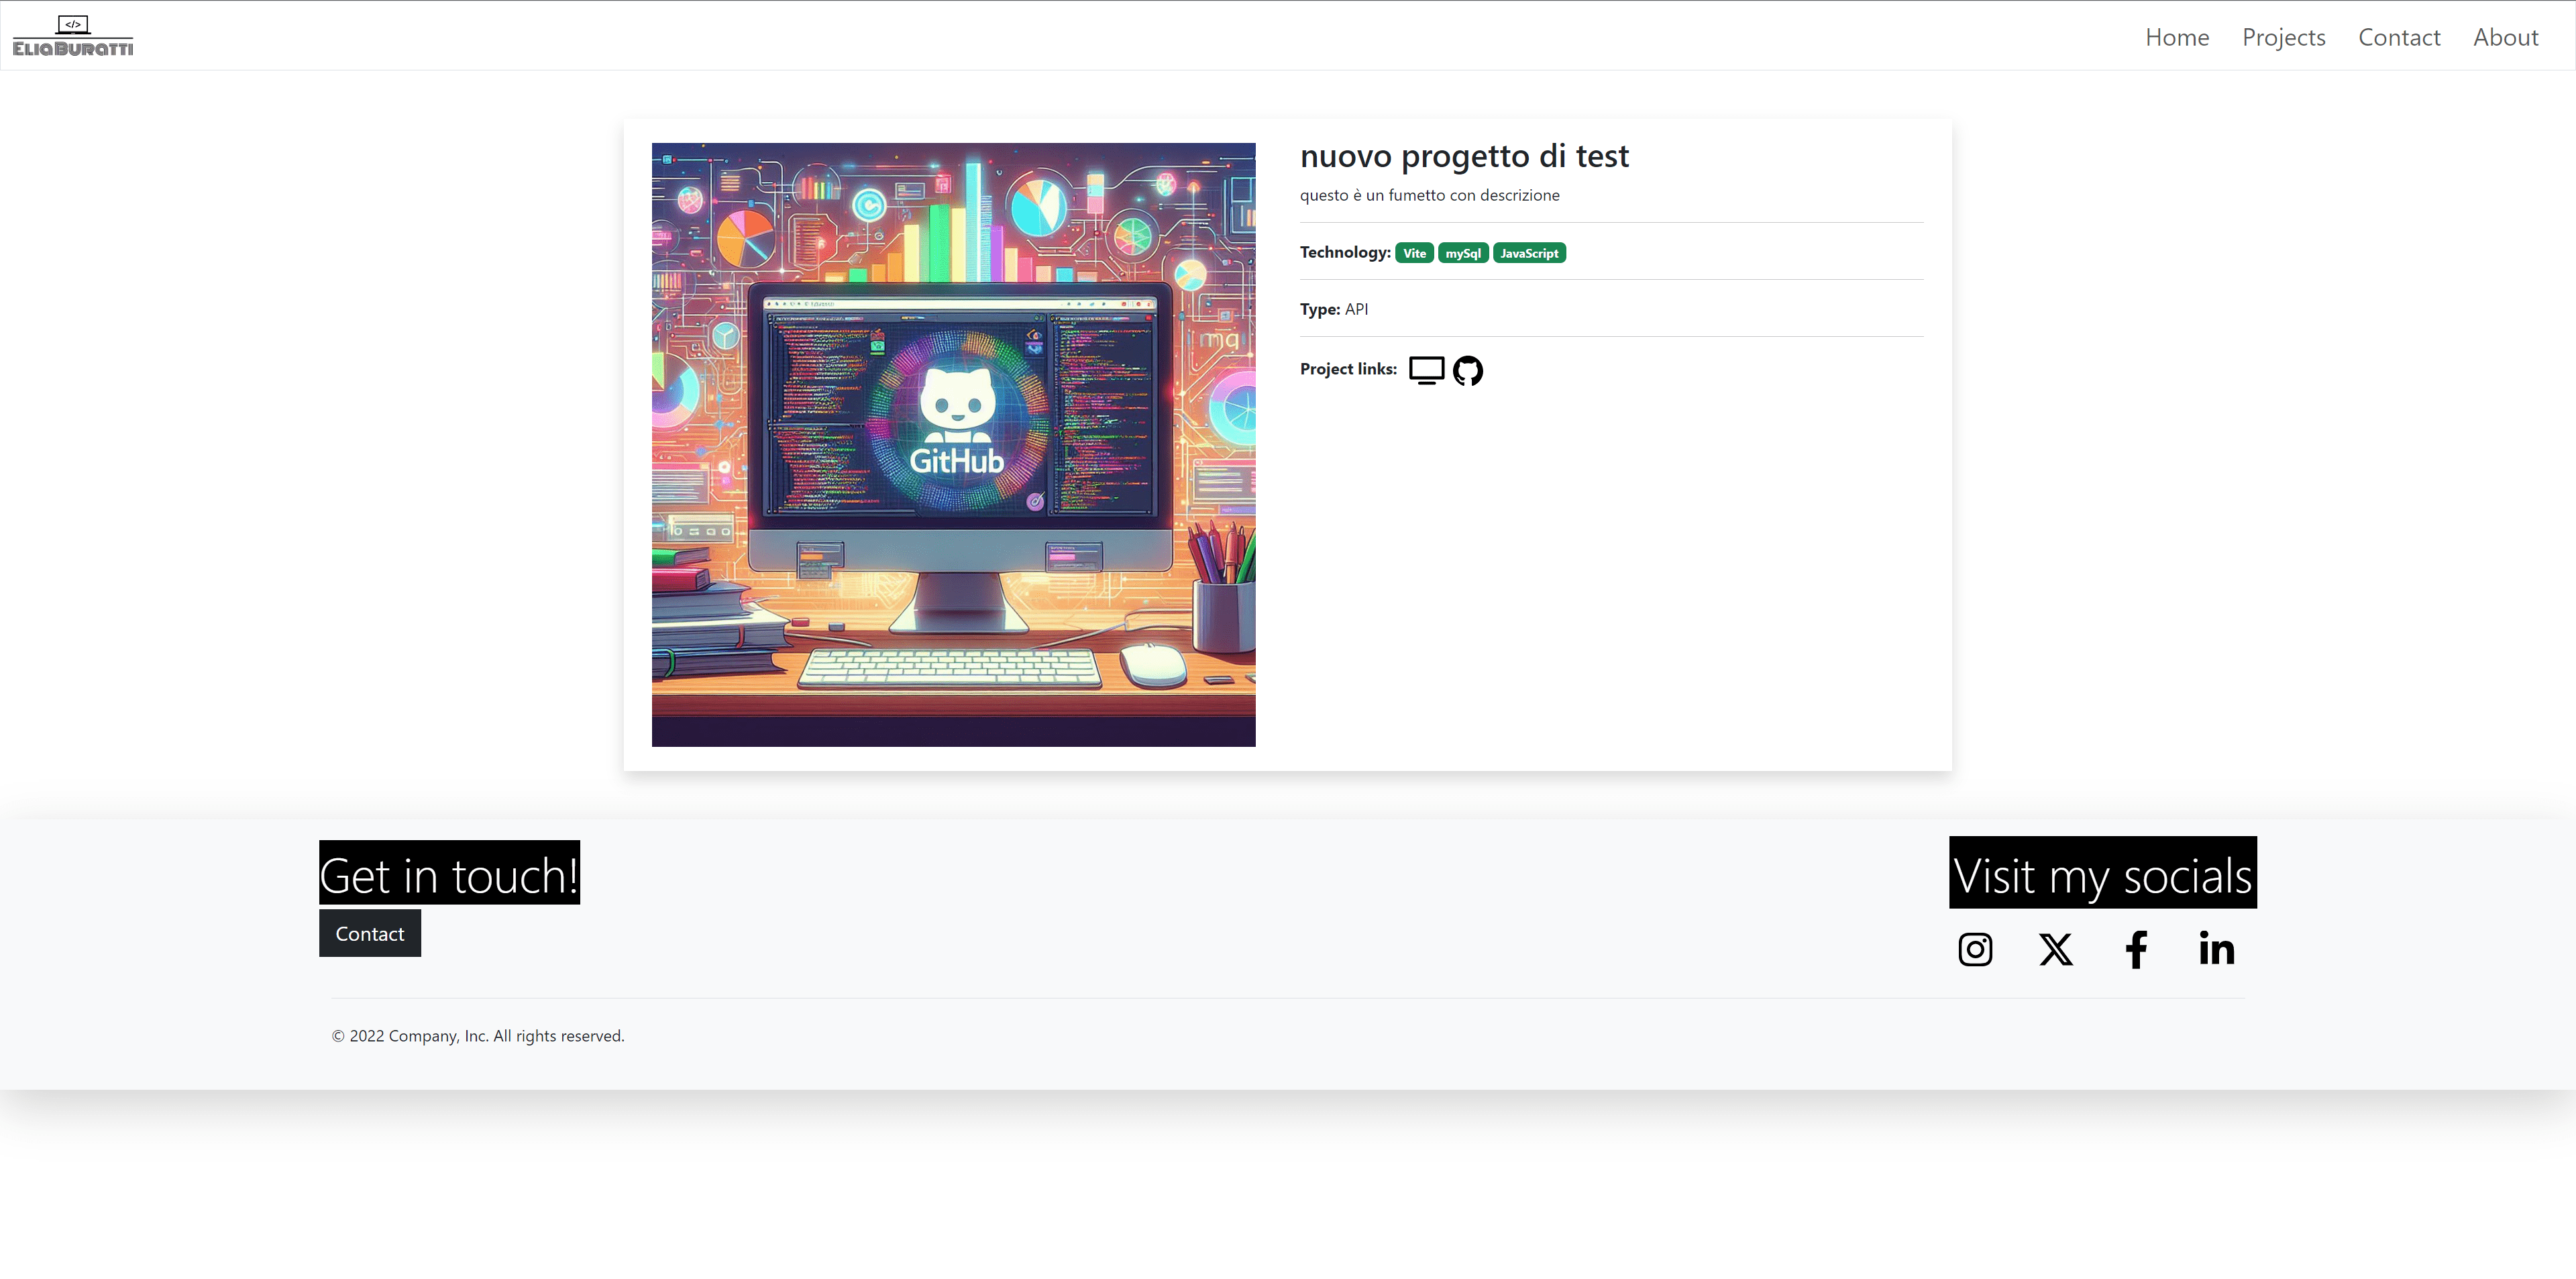 </>
EliaBuratti
Home Projects Contact About
nuovo progetto di test
questo è un fumetto con descrizione
Technology: Vite mySql JavaScript
Type: API
Project links:
mq
GitHub
Get in touch!
Visit my socials
Contact
© 2022 Company, Inc. All rights reserved.